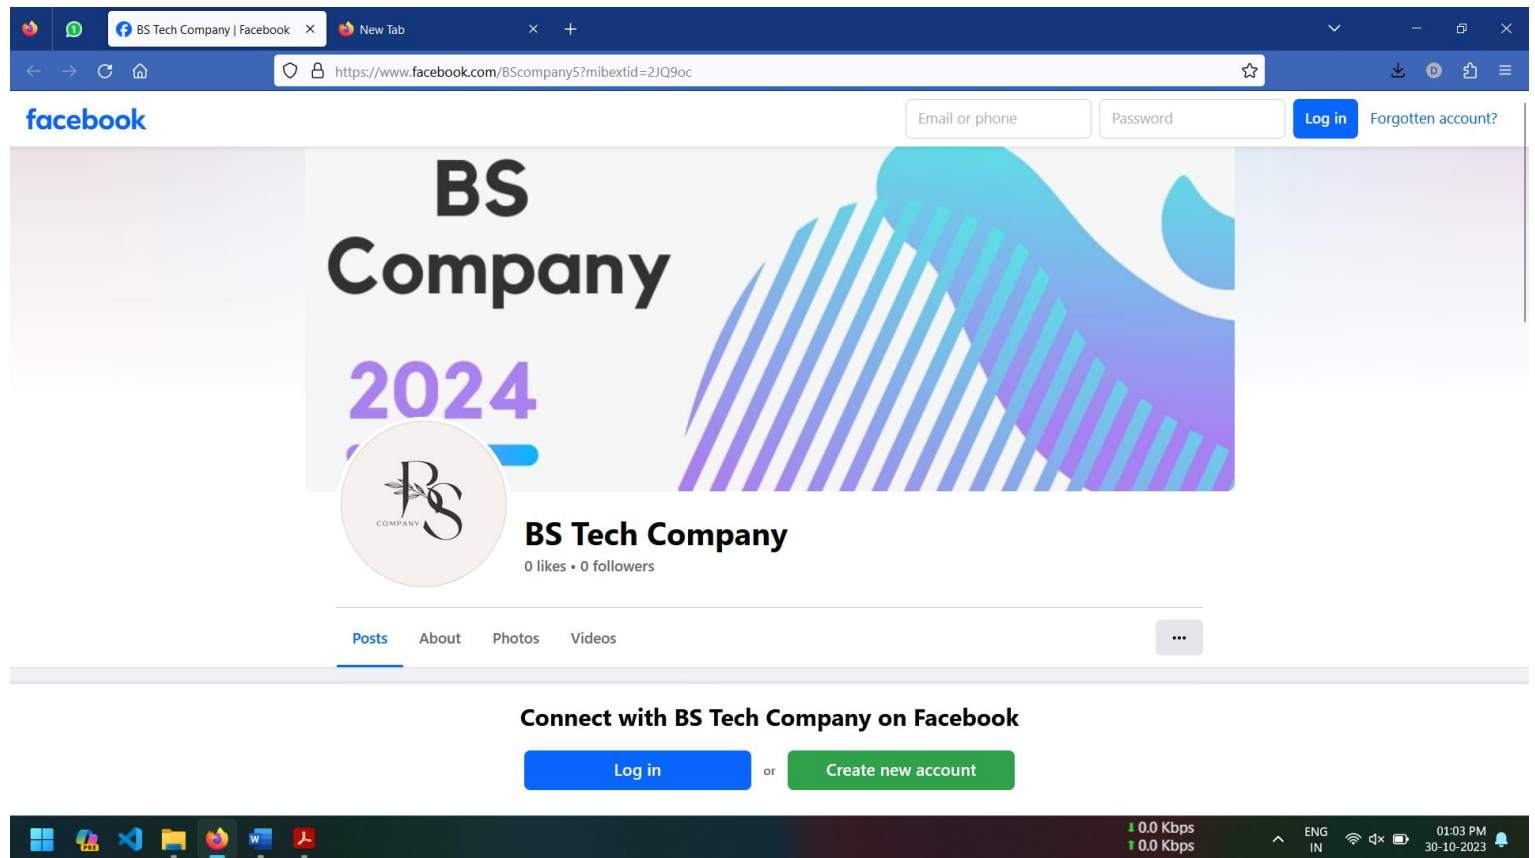 BS Tech Company | Facebook
New Tab
https://www.facebook.com/BScompany5?mibextid=2JQ9oc
D
facebook
Email or phone
Password
Log in
Forgotten account?
BS
Company
2024
BS
COMPANY
BS Tech Company
0 likes • 0 followers
Posts
About
Photos
Videos
Connect with BS Tech Company on Facebook
Log in
or
Create new account
PRE
W
0.0 Kbps
0.0 Kbps
ENG
IN
01:03 PM
30-10-2023